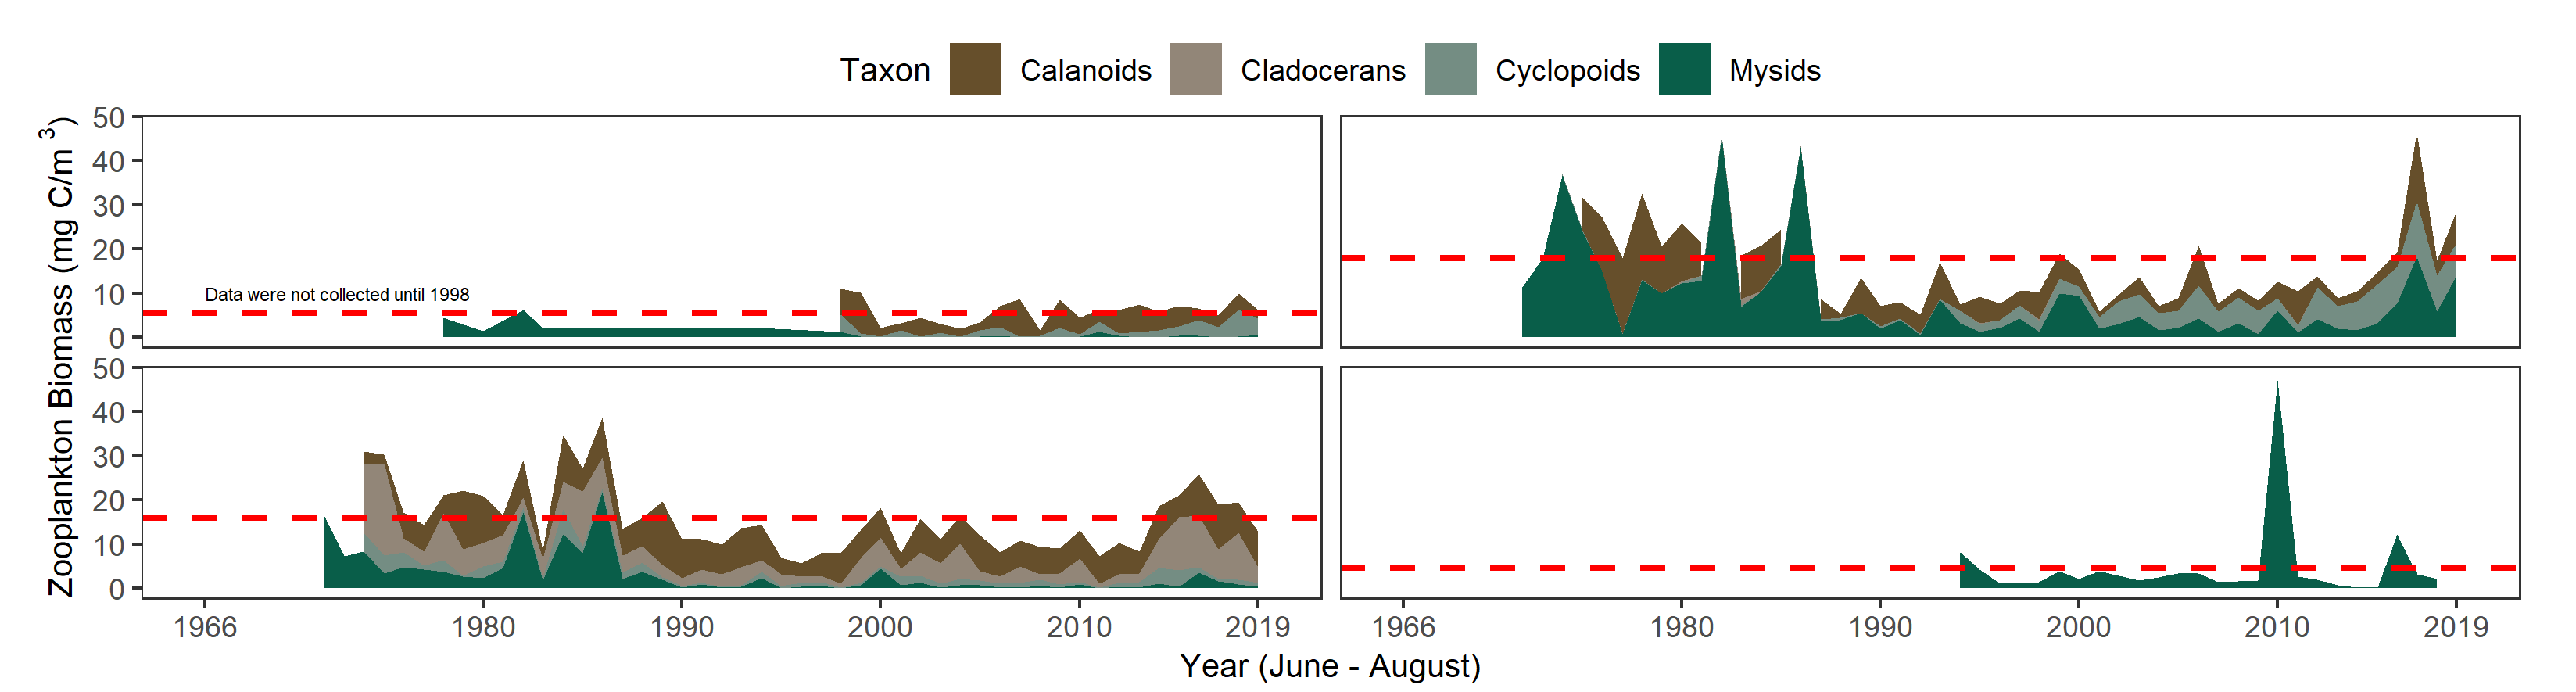 Taxon Calanoids Cladocerans Cyclopoids Mysids
Zooplankton Biomass (mg C/m ³)
50
40
30
20
10
0
Data were not collected until 1998
50
40
30
20
10
0
1966 1980 1990 2000 2010 2019 1966 1980 1990 2000 2010 2019
Year (June - August)